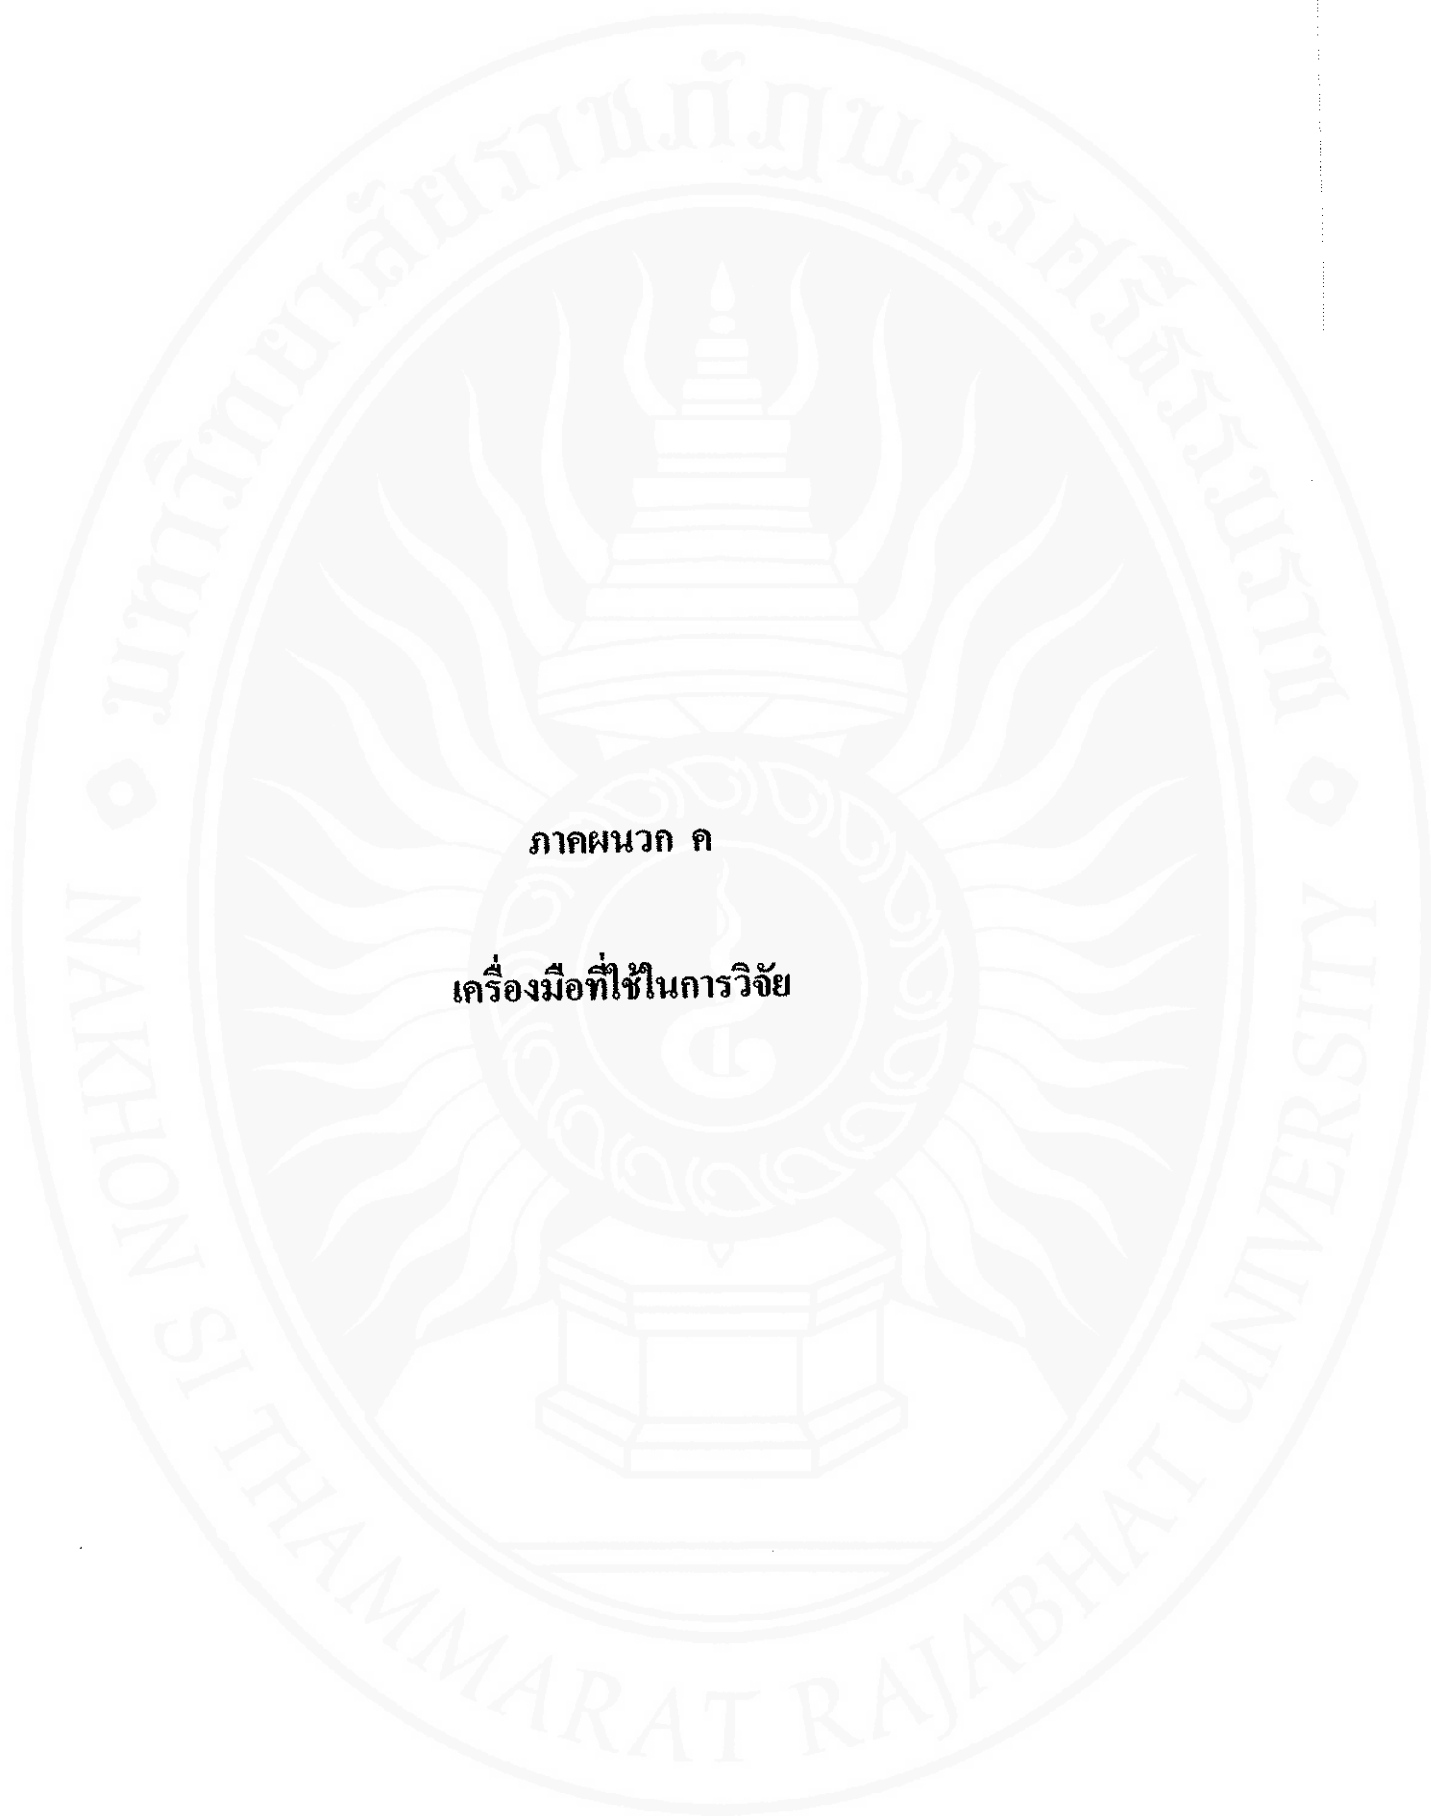 มหาวิทยาลัยราชภัฏนครศรีธรรมราช
ภาคผนวก ค
เครื่องมือที่ใช้ในการวิจัย
NAKHON SI THAMMARAT RAJABHAT UNIVERSITY